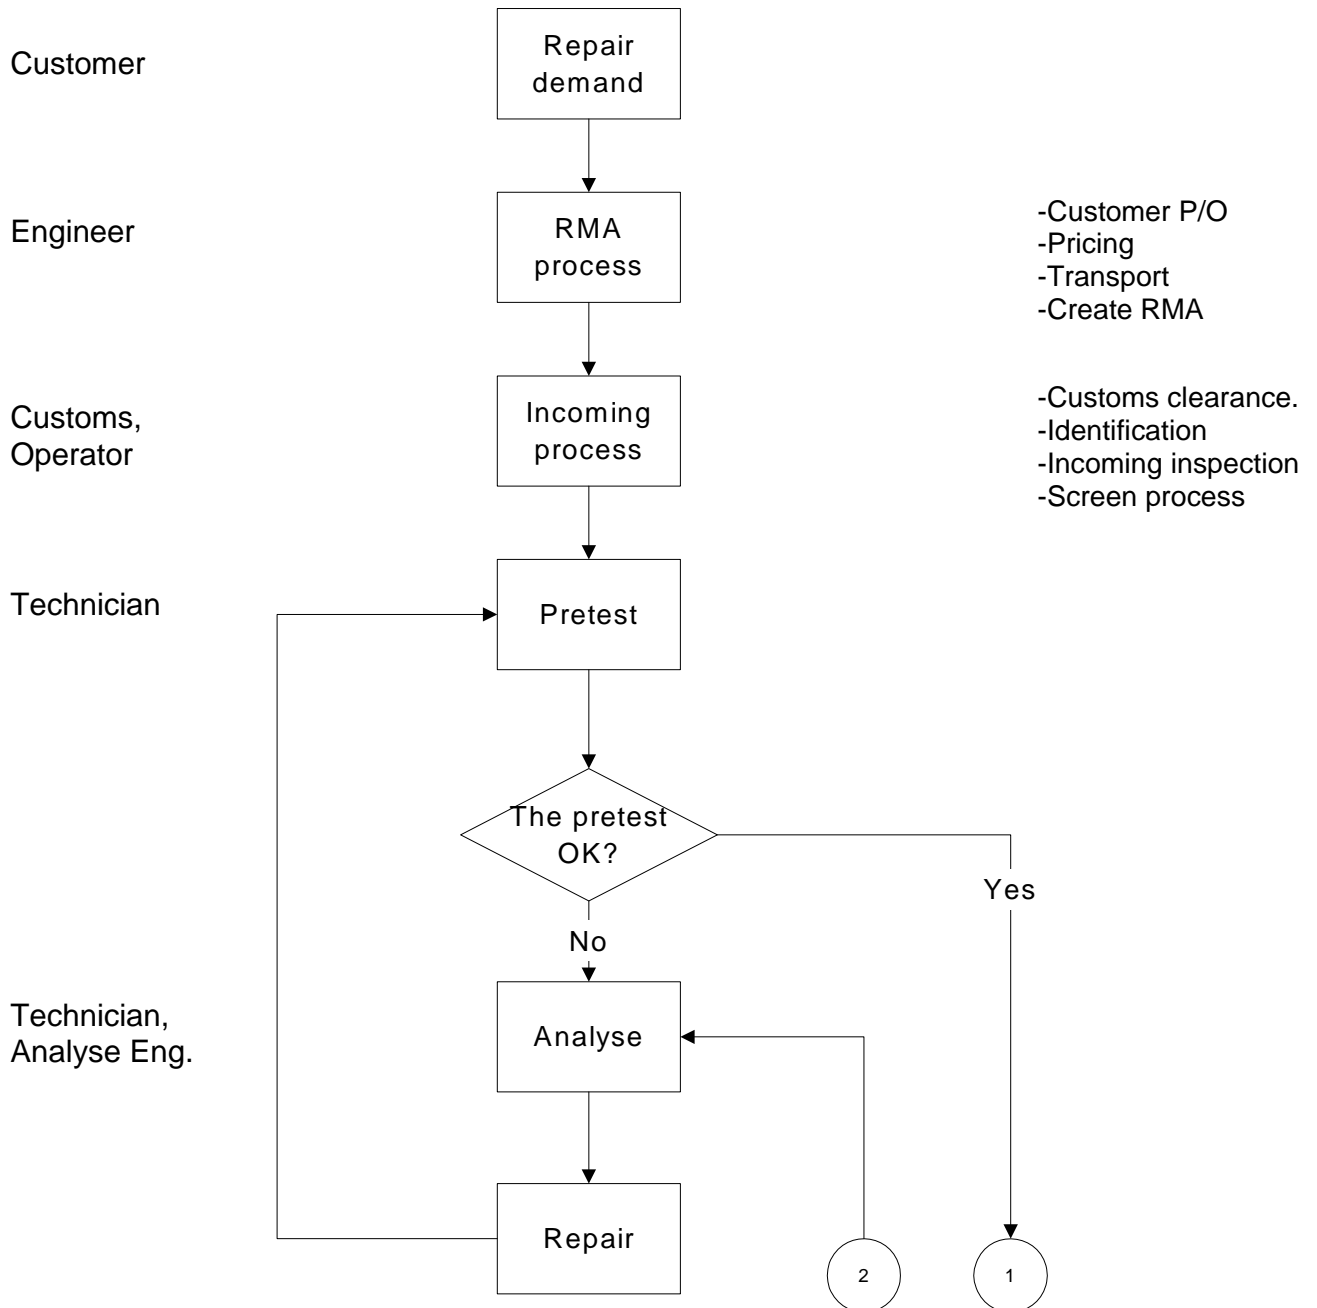 Customer
Repair
demand
Engineer
RMA
process
-Customer P/O
-Pricing
-Transport
-Create RMA
Customs,
Operator
Incoming
process
-Customs clearance.
-Identification
-Incoming inspection
-Screen process
Technician
Pretest
The pretest
OK?
Yes
No
Technician,
Analyse Eng.
Analyse
Repair
2
1